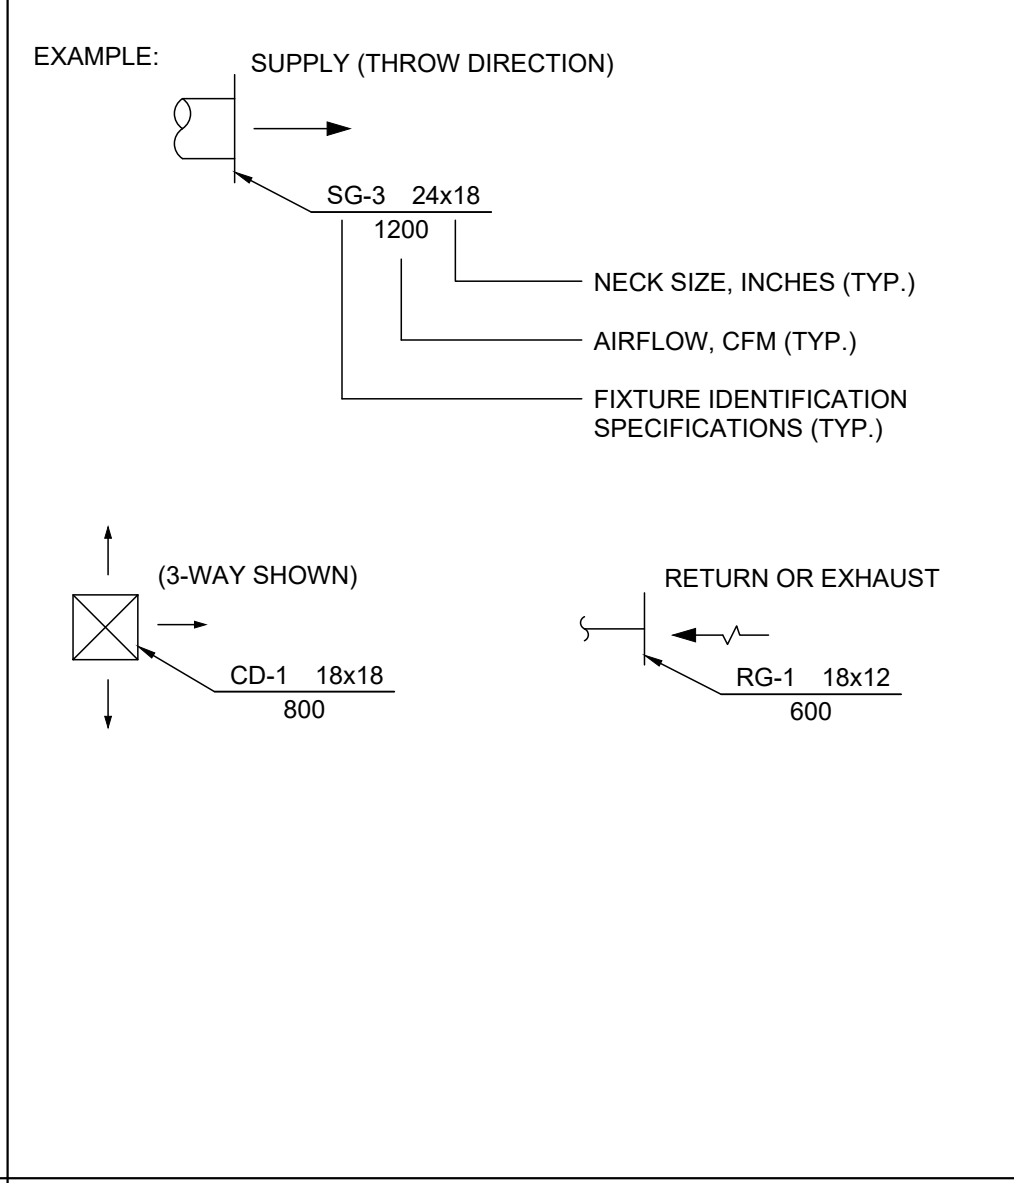 EXAMPLE:
SUPPLY (THROW DIRECTION)
SG-3 24x18
1200
NECK SIZE, INCHES (TYP.)
AIRFLOW, CFM (TYP.)
FIXTURE IDENTIFICATION
SPECIFICATIONS (TYP.)
(3-WAY SHOWN)
CD-1 18x18
800
RETURN OR EXHAUST
RG-1 18x12
600